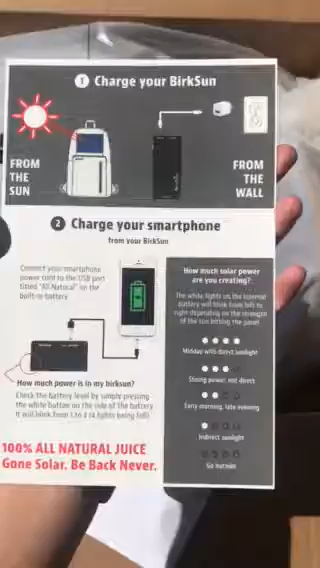 1 Charge your BirkSun
FROM
THE
SUN
FROM
THE
WALL
2 Charge your smartphone
from your BirkSun
Connect your smartphone
power cord to the USB port
titled "All Natural" on the
built-in battery
How much power is in my birksun?
Check the battery level by simply pressing
the white button on the side of the battery
It will blink from 1 to 4 (4 lights being full)
100% ALL NATURAL JUICE
Gone Solar. Be Back Never.
How much solar power
are you creating?
The white lights on the external
battery will blink from left to
right depending on the strength
of the sun hitting the panel
Midday with direct sunlight
Strong power, not direct
Early morning, late evening
Indirect sunlight
Go outside